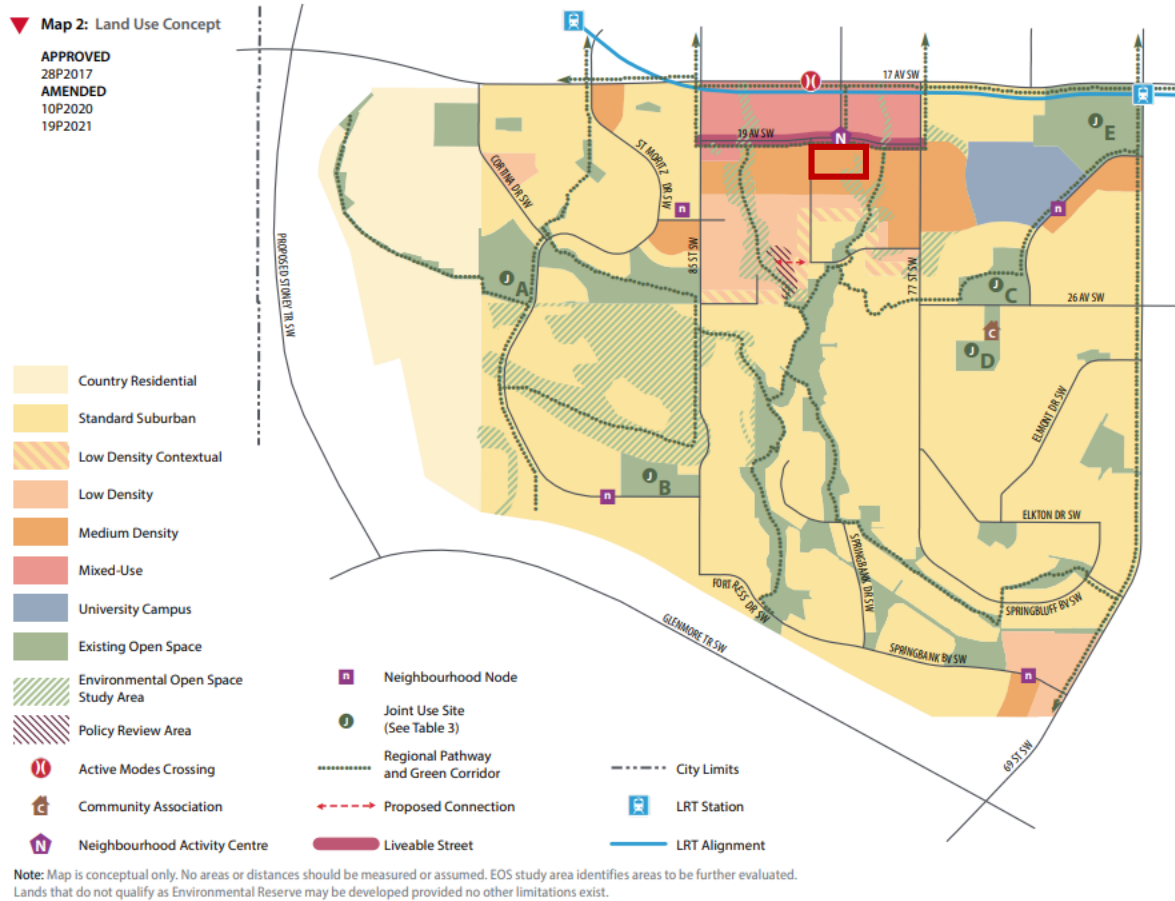 Map 2: Land Use Concept
APPROVED
28P2017
AMENDED
10P2020
19P2021
17 AV SW
19 AV SW
N
J E
CORTINA DR SW
ST MORITZ DR SW
n
n
85 ST SW
77 ST SW
PROPOSED STONEY TR SW
J A
J C
26 AV SW
C
J D
ELMONT DR SW
J B
n
ELKTON DR SW
SPRINGBANK DR SW
FORTRESS DR SW
SPRINGBLUFF BV SW
GLENMORE TR SW
SPRINGBANK BV SW
n
69 ST SW
Country Residential
Standard Suburban
Low Density Contextual
Low Density
Medium Density
Mixed-Use
University Campus
Existing Open Space
Environmental Open Space
Study Area
Policy Review Area
Active Modes Crossing
C Community Association
N Neighbourhood Activity Centre
n Neighbourhood Node
J Joint Use Site
(See Table 3)
Regional Pathway
and Green Corridor
Proposed Connection
Liveable Street
City Limits
LRT Station
LRT Alignment
Note: Map is conceptual only. No areas or distances should be measured or assumed. EOS study area identifies areas to be further evaluated.
Lands that do not qualify as Environmental Reserve may be developed provided no other limitations exist.